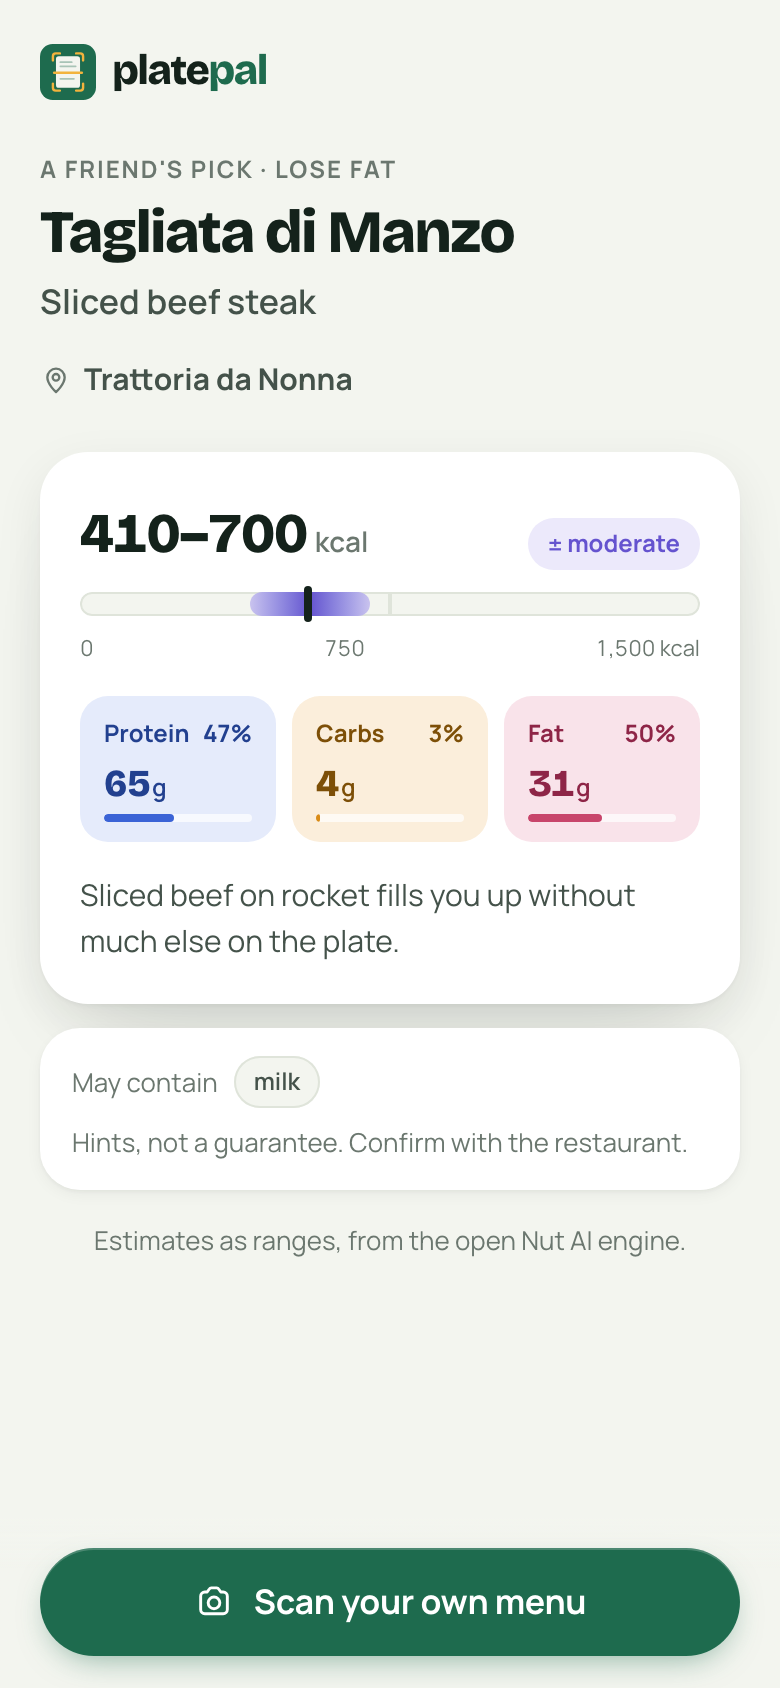 platepal
A FRIEND'S PICK · LOSE FAT
Tagliata di Manzo
Sliced beef steak
Trattoria da Nonna
410–700 kcal
± moderate
0 750 1,500 kcal
Protein 47%
65g
Carbs 3%
4g
Fat 50%
31g
Sliced beef on rocket fills you up without
much else on the plate.
May contain milk
Hints, not a guarantee. Confirm with the restaurant.
Estimates as ranges, from the open Nut AI engine.
Scan your own menu